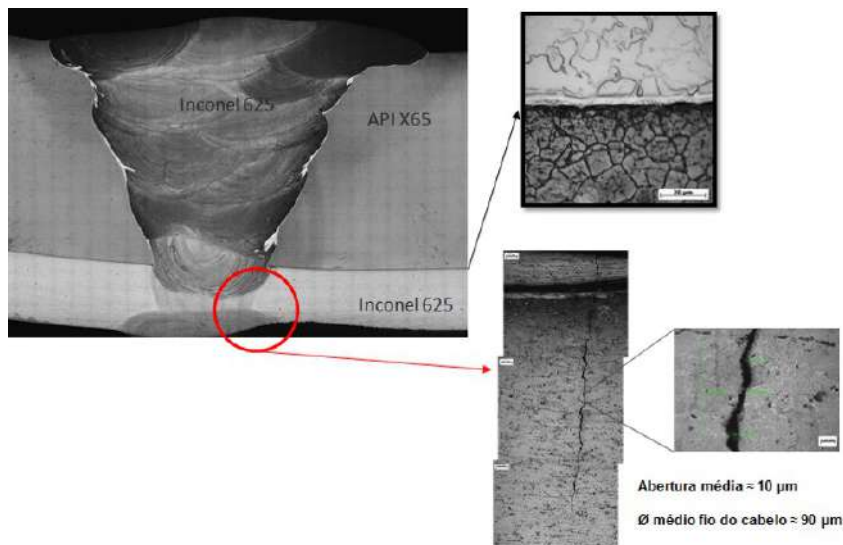 Inconel 625
API X65
Inconel 625
Abertura média ≈ 10 µm
Ø médio fio do cabelo ≈ 90 µm